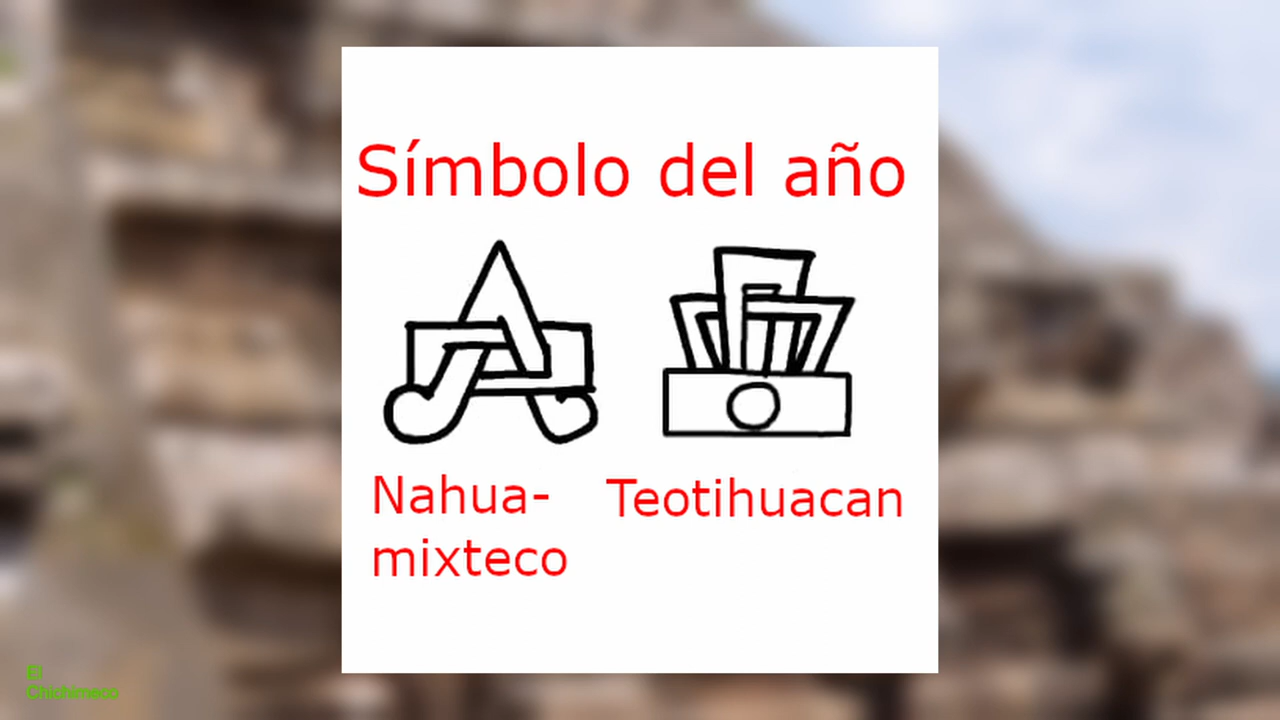 Símbolo del año
Nahua-
mixteco
Teotihuacan
El
Chichimeco